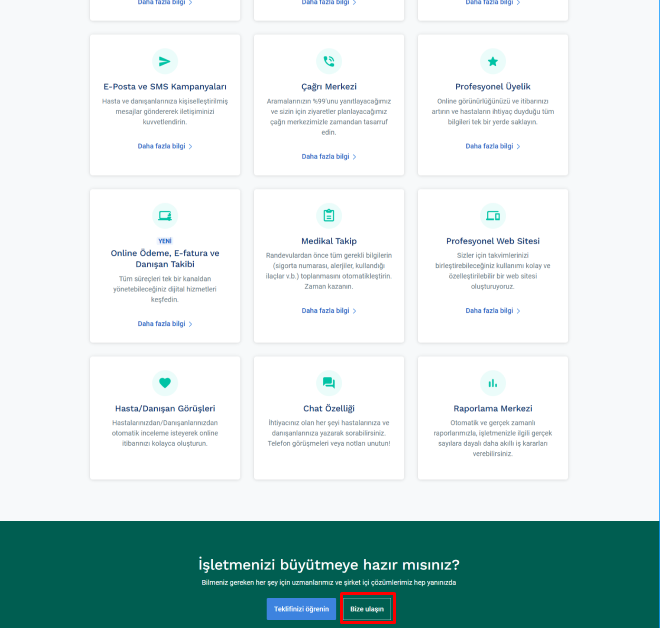 Daha fazla bilgi
Daha fazla bilgi
Daha fazla bilgi
E-Posta ve SMS Kampanyaları
Hasta ve danışanlarınıza kişiselleştirilmiş
mesajlar göndererek iletişiminizi
kuvvetlendirin.
Daha fazla bilgi
Çağrı Merkezi
Aramalarınızın %99'unu yanıtlayacağımız
ve sizin için ziyaretler planlayacağımız
çağrı merkezimizle zamandan tasarruf
edin.
Daha fazla bilgi
Profesyonel Üyelik
Online görünürlüğünüzü ve itibarınızı
artırın ve hastaların ihtiyaç duyduğu tüm
bilgileri tek bir yerde saklayın.
Daha fazla bilgi
YENİ
Online Ödeme, E-fatura ve
Danışan Takibi
Tüm süreçleri tek bir kanaldan
yönetebileceğiniz dijital hizmetleri
keşfedin.
Daha fazla bilgi
Medikal Takip
Randevulardan önce tüm gerekli bilgilerin
(sigorta numarası, alerjiler, kullandığı
ilaçlar v.b.) toplanmasını otomatikleştirin.
Zaman kazanın.
Daha fazla bilgi
Profesyonel Web Sitesi
Sizler için takvimlerinizi
birleştirebileceğiniz kullanımı kolay ve
özelleştirilebilir bir web sitesi
oluşturuyoruz.
Daha fazla bilgi
Hasta/Danışan Görüşleri
Hastalarınızdan/Danışanlarınızdan
otomatik inceleme isteyerek online
itibarınızı kolayca oluşturun.
Chat Özelliği
İhtiyacınız olan her şeyi hastalarınıza ve
danışanlarınıza yazarak sorabilirsiniz.
Telefon görüşmeleri veya notları unutun!
Raporlama Merkezi
Otomatik ve gerçek zamanlı
raporlarımızla, işletmenizle ilgili gerçek
sayılara dayalı daha akıllı iş kararları
verebilirsiniz.
İşletmenizi büyütmeye hazır mısınız?
Bilmeniz gereken her şey için uzmanlarımız ve şirket içi çözümlerimiz hep yanınızda
Teklifinizi öğrenin
Bize ulaşın